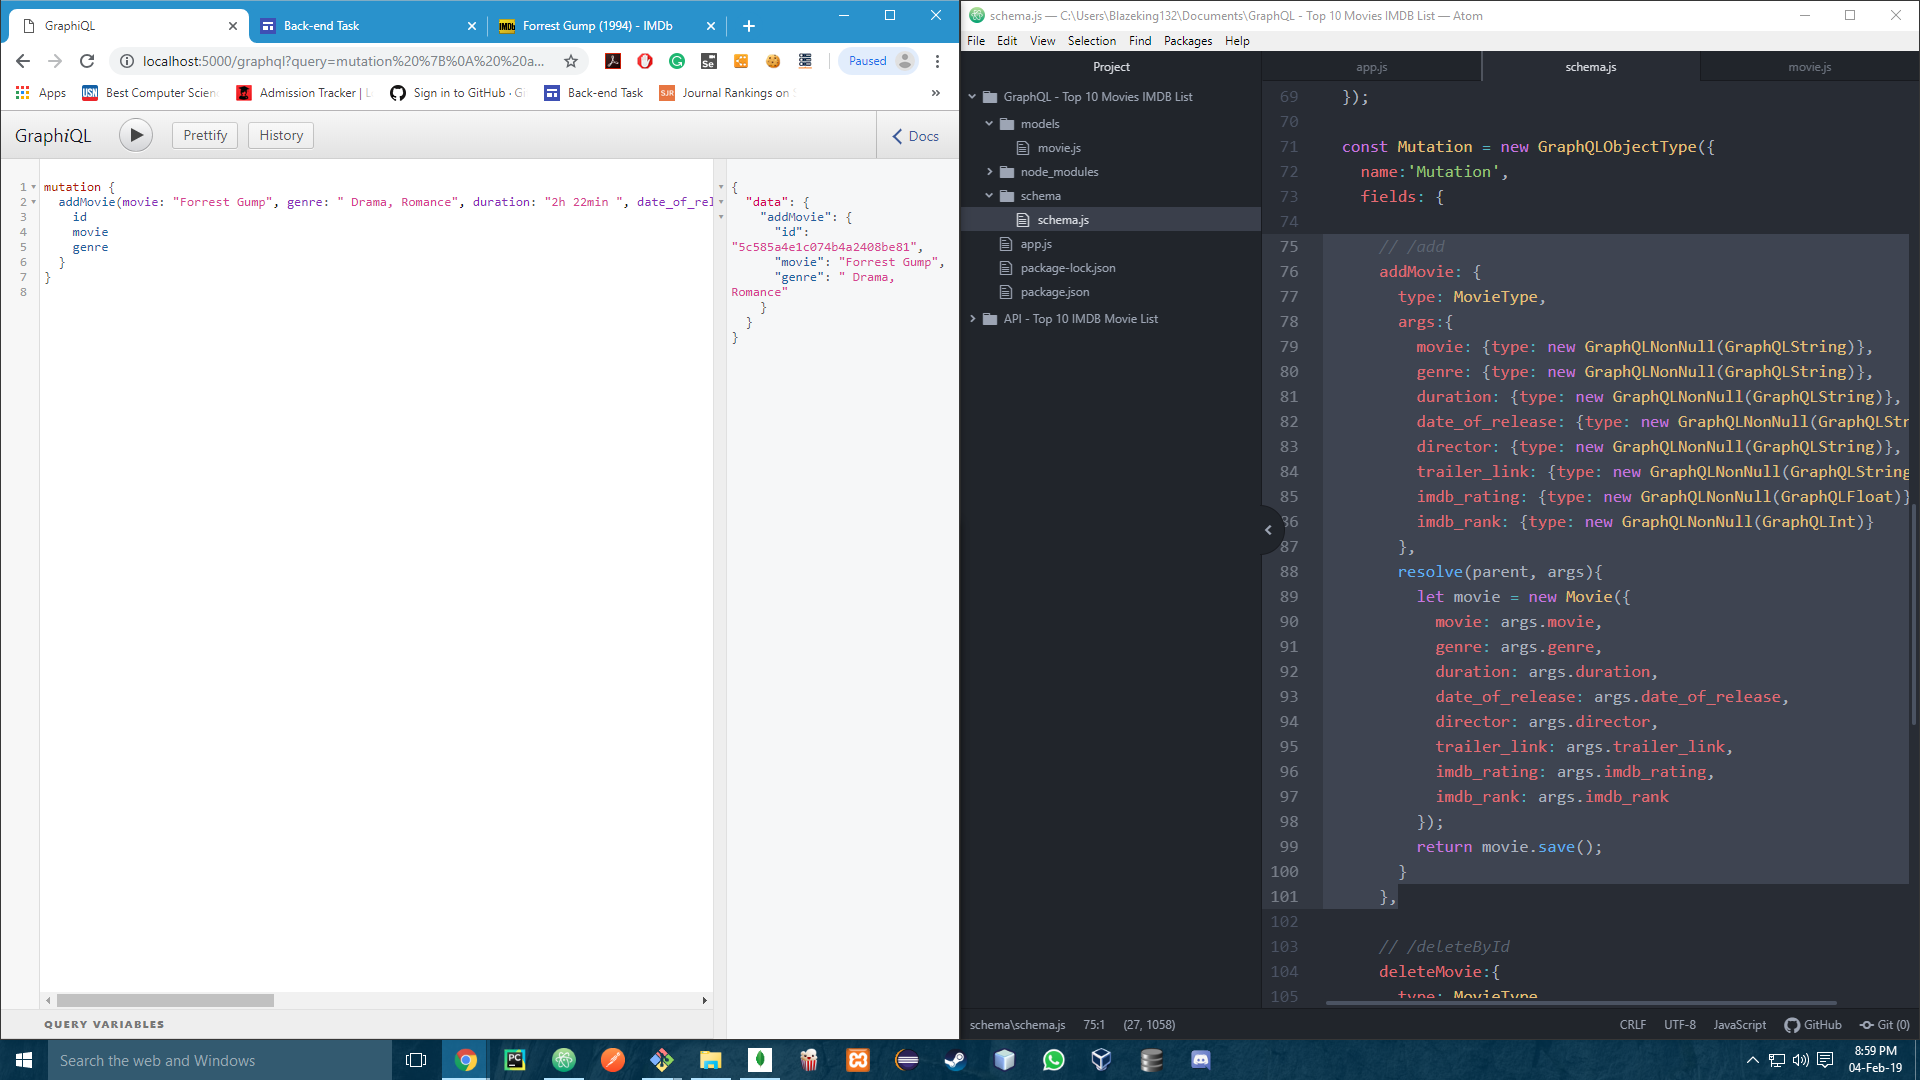 GraphiQL
Back-end Task
Forrest Gump (1994) - IMDb
localhost:5000/graphql?query=mutation%20%7B%0A%20%20a...
Paused
Apps
Best Computer Scien
Admission Tracker | L
Sign in to GitHub · Gi
Back-end Task
Journal Rankings on S
»
GraphiQL
Prettify
History
Docs
1 mutation {
2 addMovie(movie: "Forrest Gump", genre: " Drama, Romance", duration: "2h 22min ", date_of_rel
3 id
4 movie
5 genre
6 }
7 }
8
{
"data": {
"addMovie": {
"id":
"5c585a4e1c074b4a2408be81",
"movie": "Forrest Gump",
"genre": " Drama,
Romance"
}
}
}
QUERY VARIABLES
schema.js — C:\Users\Blazeking132\Documents\GraphQL - Top 10 Movies IMDB List — Atom
File Edit View Selection Find Packages Help
Project
GraphQL - Top 10 Movies IMDB List
models
movie.js
node_modules
schema
schema.js
app.js
package-lock.json
package.json
API - Top 10 IMDB Movie List
app.js
schema.js
movie.js
69 });
70
71 const Mutation = new GraphQLObjectType({
72 name:'Mutation',
73 fields: {
74
75 // /add
76 addMovie: {
77 type: MovieType,
78 args:{
79 movie: {type: new GraphQLNonNull(GraphQLString)},
80 genre: {type: new GraphQLNonNull(GraphQLString)},
81 duration: {type: new GraphQLNonNull(GraphQLString)},
82 date_of_release: {type: new GraphQLNonNull(GraphQLStr
83 director: {type: new GraphQLNonNull(GraphQLString)},
84 trailer_link: {type: new GraphQLNonNull(GraphQLString
85 imdb_rating: {type: new GraphQLNonNull(GraphQLFloat)}
86 imdb_rank: {type: new GraphQLNonNull(GraphQLInt)}
87 },
88 resolve(parent, args){
89 let movie = new Movie({
90 movie: args.movie,
91 genre: args.genre,
92 duration: args.duration,
93 date_of_release: args.date_of_release,
94 director: args.director,
95 trailer_link: args.trailer_link,
96 imdb_rating: args.imdb_rating,
97 imdb_rank: args.imdb_rank
98 });
99 return movie.save();
100 }
101 },
102
103 // /deleteById
104 deleteMovie:{
105 type: MovieType
schema\schema.js 75:1 (27, 1058)
CRLF UTF-8 JavaScript GitHub Git (0)
Search the web and Windows
8:59 PM
04-Feb-19